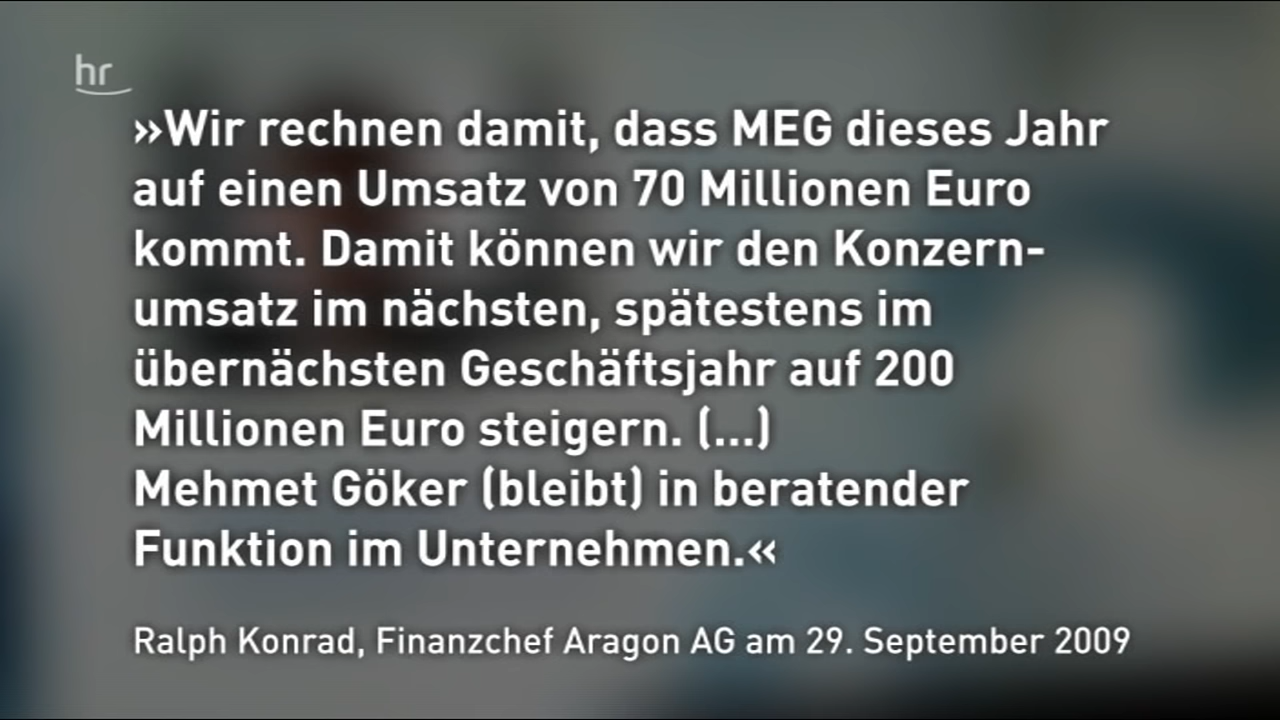 hr
»Wir rechnen damit, dass MEG dieses Jahr
auf einen Umsatz von 70 Millionen Euro
kommt. Damit können wir den Konzern-
umsatz im nächsten, spätestens im
übernächsten Geschäftsjahr auf 200
Millionen Euro steigern. (...)
Mehmet Göker (bleibt) in beratender
Funktion im Unternehmen.«
Ralph Konrad, Finanzchef Aragon AG am 29. September 2009